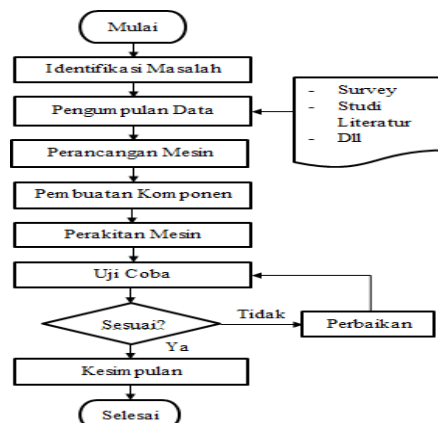 Mulai
Identifikasi Masalah
Pengumpulan Data
- Survey
- Studi
Literatur
- Dll
Perancangan Mesin
Pembuatan Komponen
Perakitan Mesin
Uji Coba
Sesuai?
Tidak
Perbaikan
Ya
Kesimpulan
Selesai